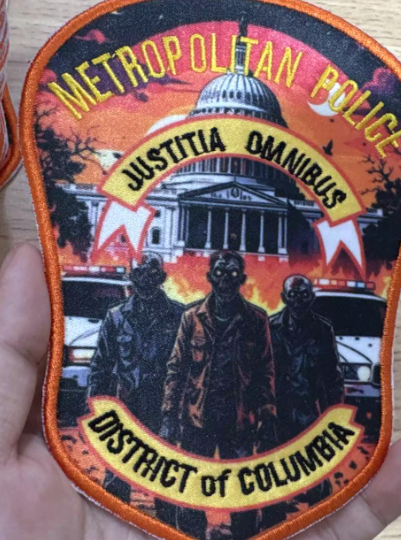 METROPOLITAN POLICE
JUSTITIA OMNIBUS
DISTRICT of COLUMBIA